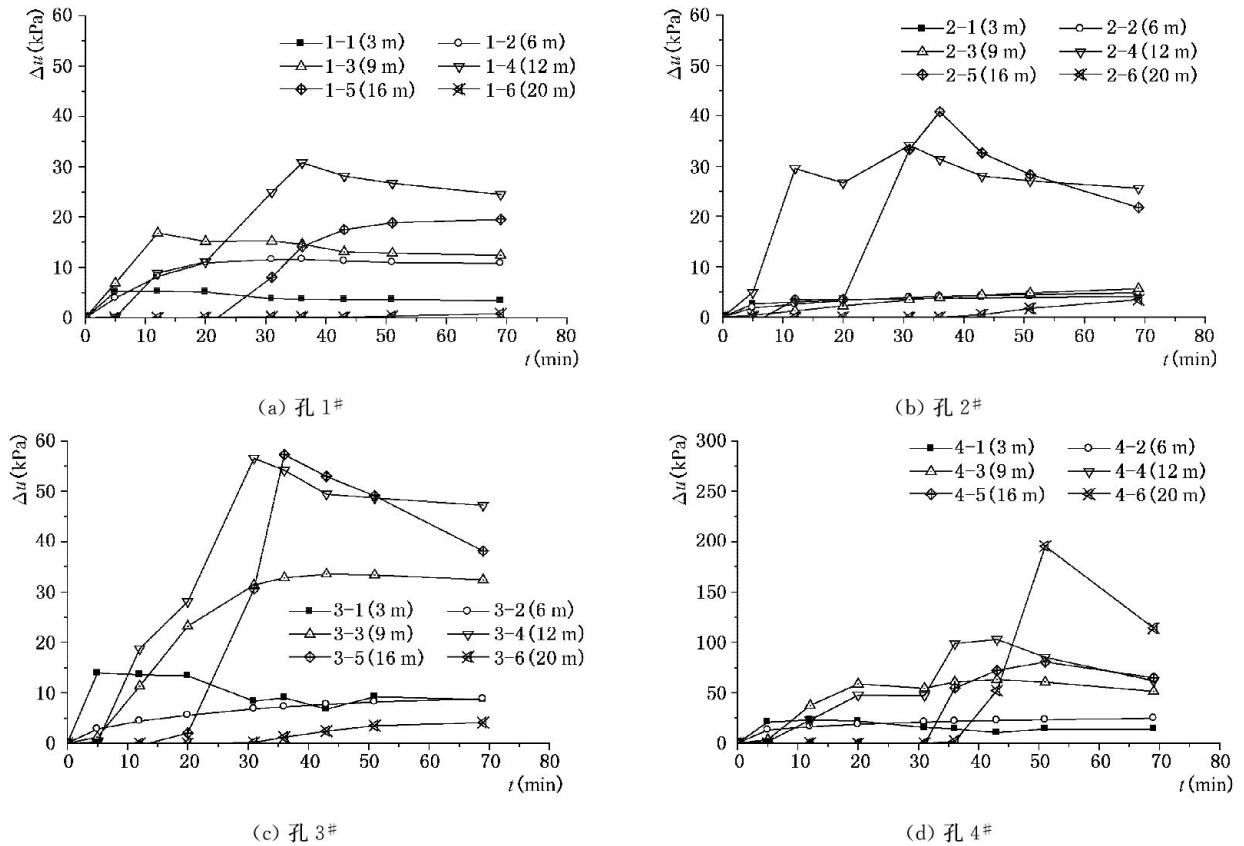 60
50
40
30
20
10
0
Δu(kPa)
1-1(3 m) 1-2(6 m)
1-3(9 m) 1-4(12 m)
1-5(16 m) 1-6(20 m)
0 10 20 30 40 50 60 70 80
t(min)
(a) 孔 1#
60
50
40
30
20
10
0
Δu(kPa)
2-1(3 m) 2-2(6 m)
2-3(9 m) 2-4(12 m)
2-5(16 m) 2-6(20 m)
0 10 20 30 40 50 60 70 80
t(min)
(b) 孔 2#
60
50
40
30
20
10
0
Δu(kPa)
3-1(3 m) 3-2(6 m)
3-3(9 m) 3-4(12 m)
3-5(16 m) 3-6(20 m)
0 10 20 30 40 50 60 70 80
t(min)
(c) 孔 3#
300
250
200
150
100
50
0
Δu(kPa)
4-1(3 m) 4-2(6 m)
4-3(9 m) 4-4(12 m)
4-5(16 m) 4-6(20 m)
0 10 20 30 40 50 60 70 80
t(min)
(d) 孔 4#